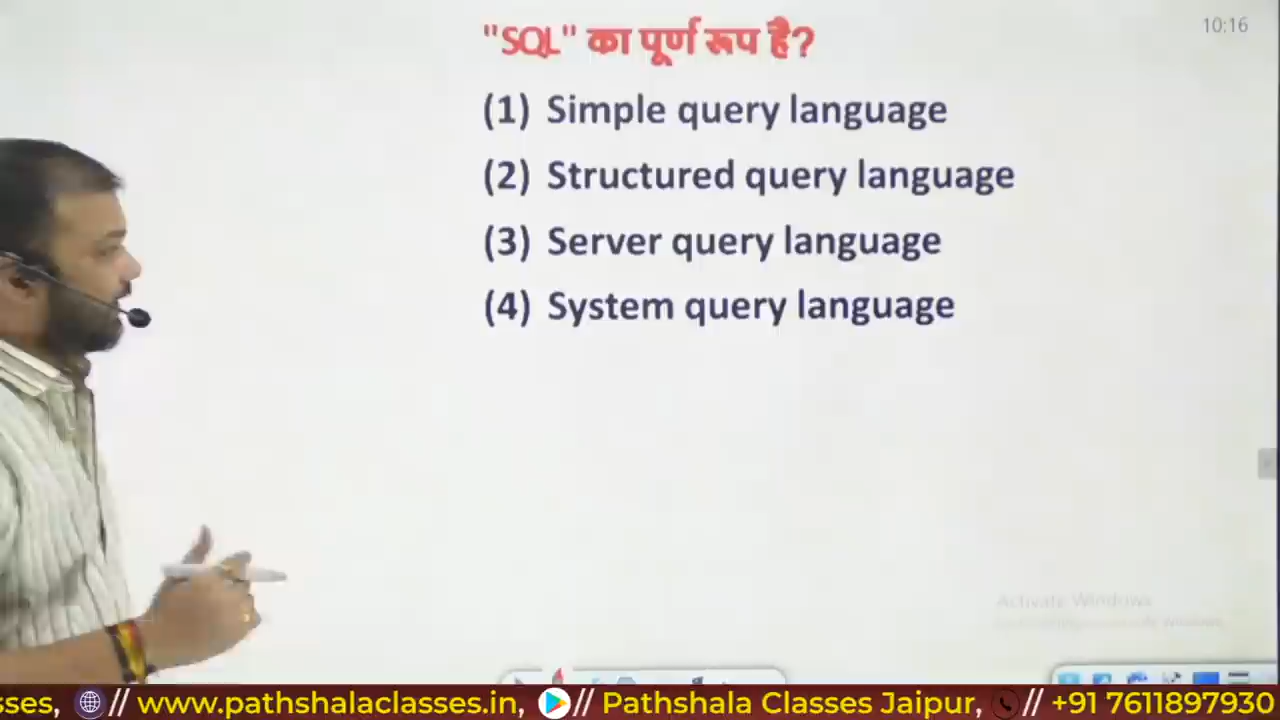 10:16
"SQL" का पूर्ण रूप है?
(1) Simple query language
(2) Structured query language
(3) Server query language
(4) System query language
Activate Windows
sses, // www.pathshalaclasses.in, // Pathshala Classes Jaipur, // +91 7611897930